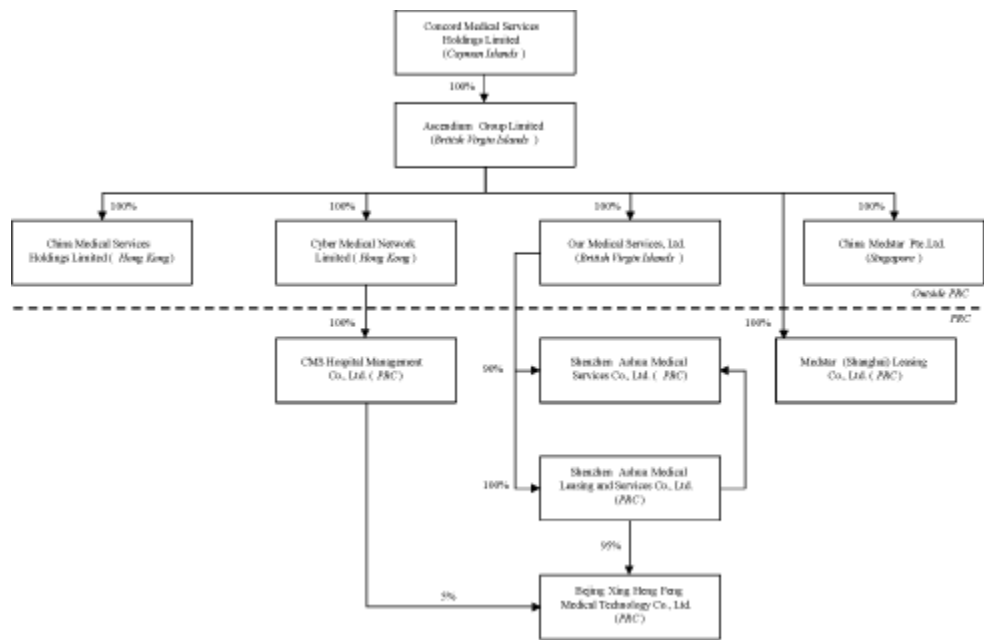 Concord Medical Services
Holdings Limited
(Cayman Islands )
100%
Ascendium Group Limited
(British Virgin Islands )
100%
100%
100%
100%
China Medical Services
Holdings Limited ( Hong Kong)
Cyber Medical Network
Limited ( Hong Kong )
Our Medical Services, Ltd.
(British Virgin Islands )
China Medstar Pte.Ltd.
(Singapore )
Outside PRC
PRC
100%
100%
CMS Hospital Management
Co., Ltd. ( PRC)
90%
Shenzhen Aohua Medical
Services Co., Ltd. ( PRC)
Medstar (Shanghai) Leasing
Co., Ltd. ( PRC)
100%
Shenzhen Aohua Medical
Leasing and Services Co., Ltd.
(PRC)
95%
5%
Beijing Xing Heng Feng
Medical Technology Co., Ltd.
(PRC)